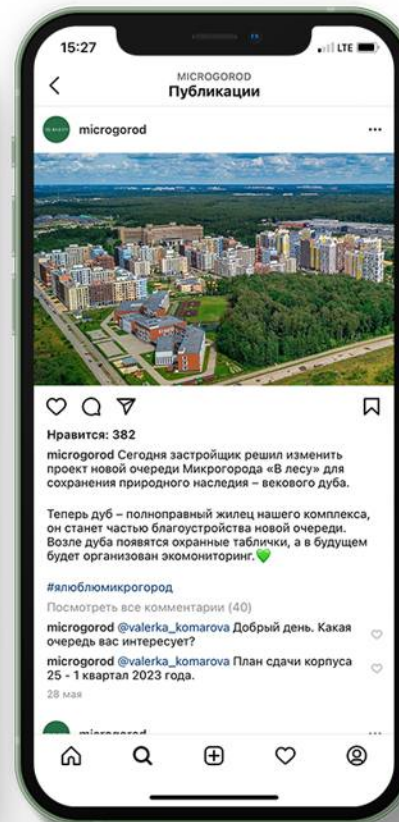 15:27
LTE
MICROGOROD
Публикации
microgorod
Нравится: 382
microgorod Сегодня застройщик решил изменить
проект новой очереди Микрогорода «В лесу» для
сохранения природного наследия – векового дуба.
Теперь дуб – полноправный жилец нашего комплекса,
он станет частью благоустройства новой очереди.
Возле дуба появятся охранные таблички, а в будущем
будет организован экомониторинг.💚
#ялюблюмикрогород
Посмотреть все комментарии (40)
microgorod @valerka_komarova Добрый день. Какая
очередь вас интересует?
microgorod @valerka_komarova План сдачи корпуса
25 - 1 квартал 2023 года.
28 мая
microgorod